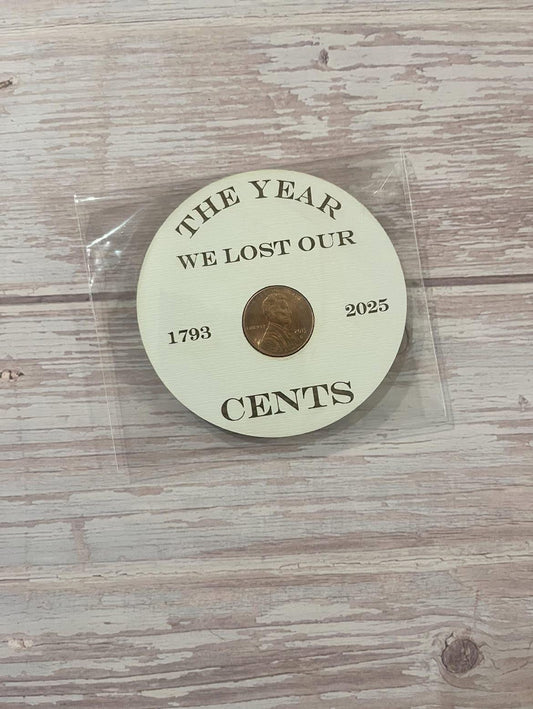 THE YEAR
WE LOST OUR
1793
2025
CENTS